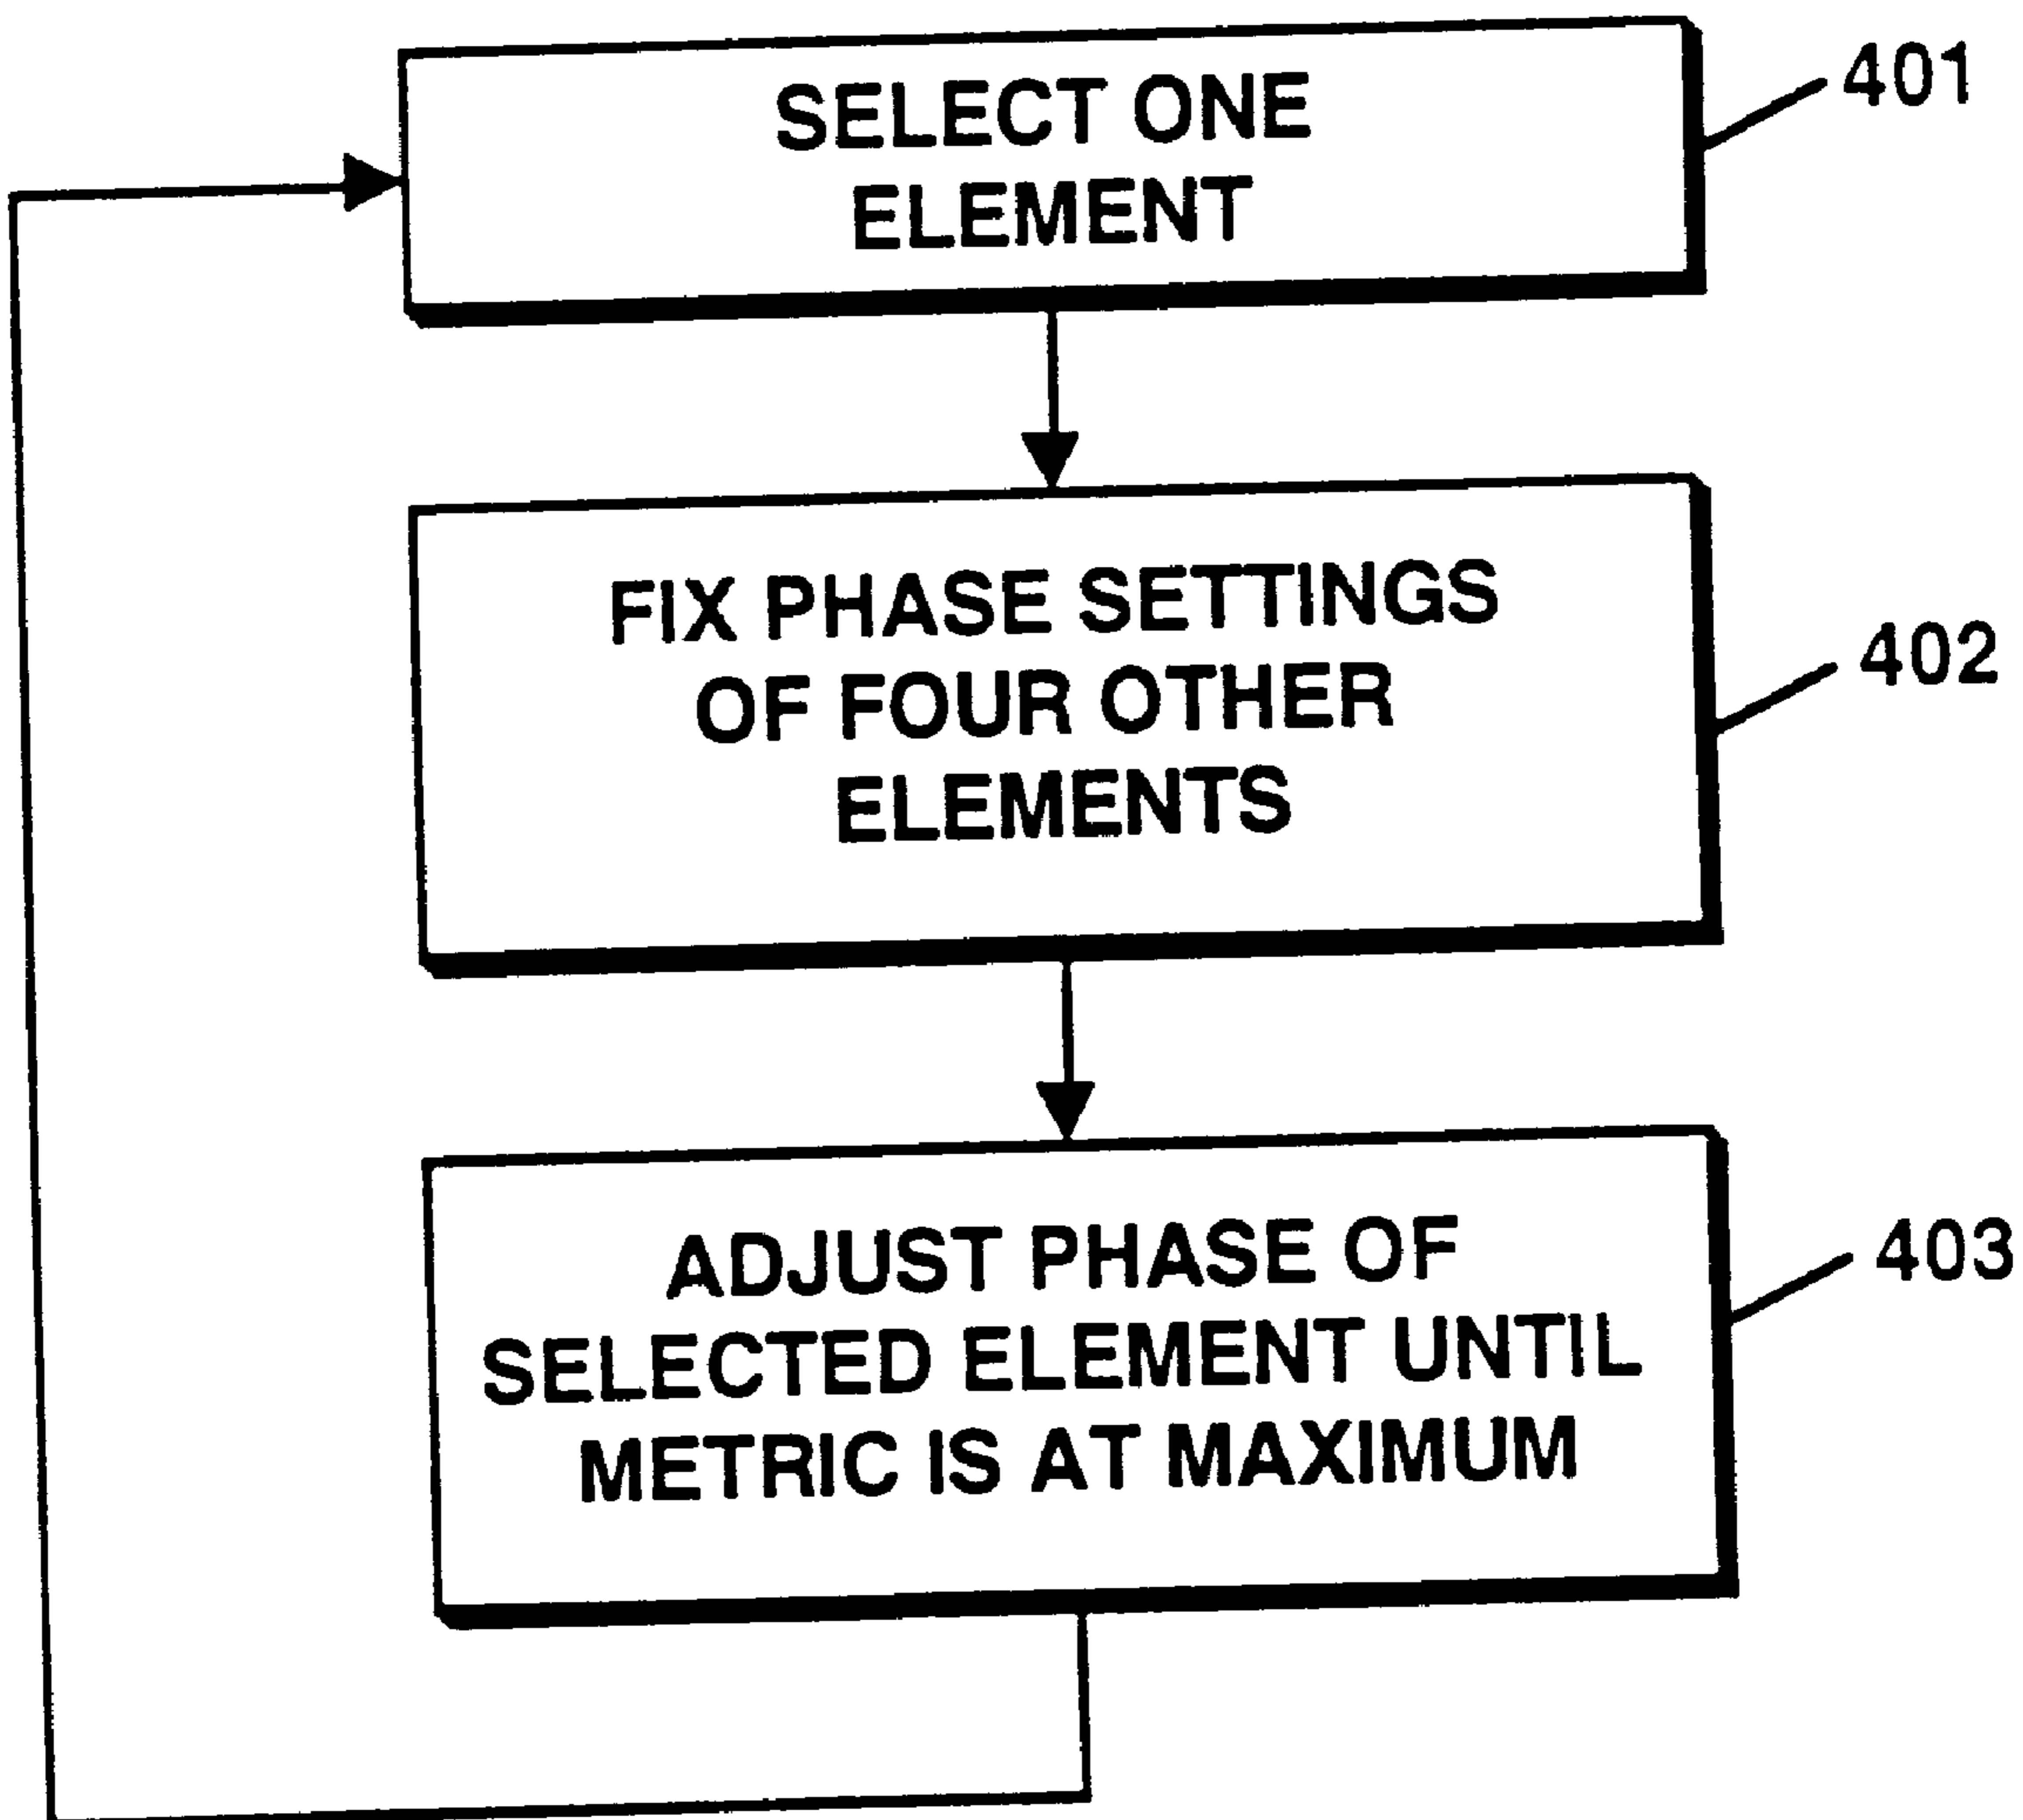 SELECT ONE
ELEMENT
401
FIX PHASE SETTINGS
OF FOUR OTHER
ELEMENTS
402
ADJUST PHASE OF
SELECTED ELEMENT UNTIL
METRIC IS AT MAXIMUM
403